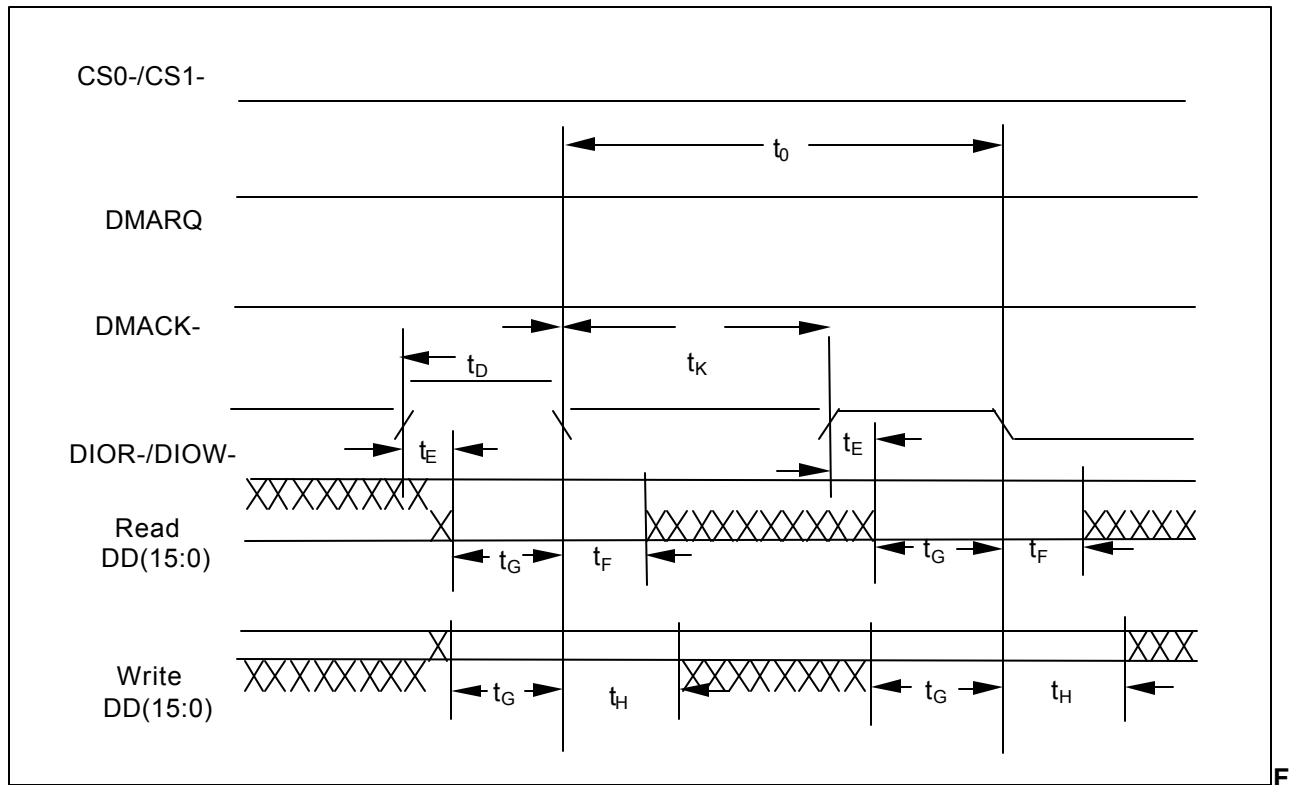 CS0-/CS1-
t0
DMARQ
DMACK-
tD
tK
DIOR-/DIOW-
tE
tE
Read
DD(15:0)
tG
tF
tG
tF
Write
DD(15:0)
tG
tH
tG
tH
F